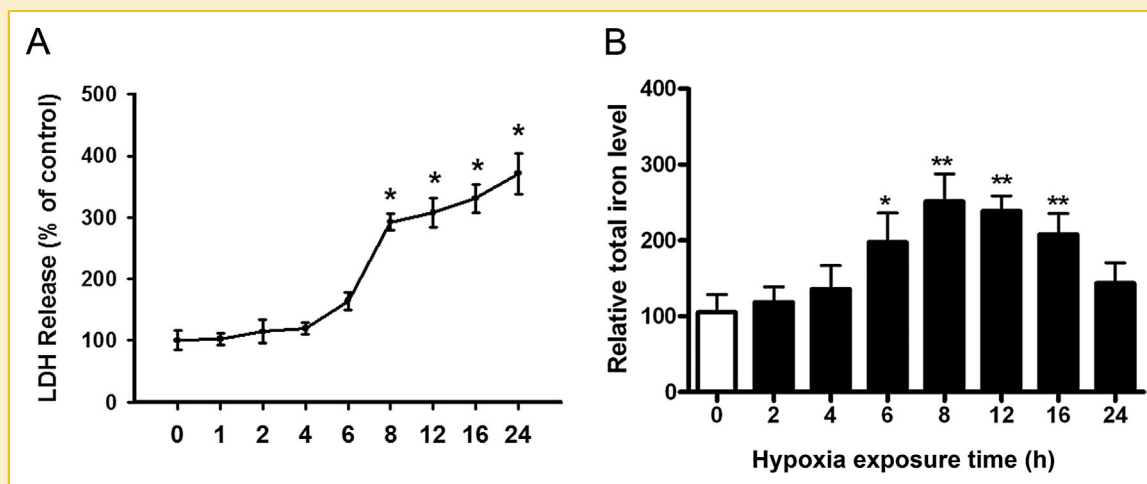 A
LDH Release (% of control)
500
400
300
200
100
0
* * * *
0 1 2 4 6 8 12 16 24
B
Relative total iron level
400
300
200
100
0
* ** ** **
0 2 4 6 8 12 16 24
Hypoxia exposure time (h)